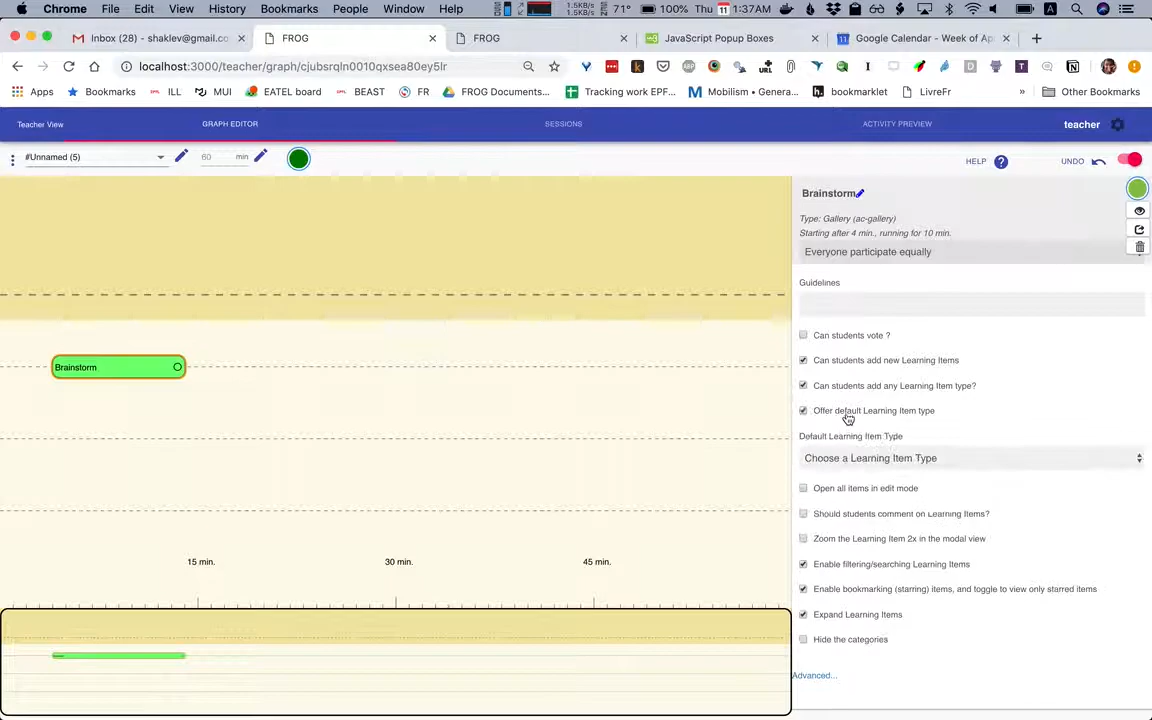 Chrome File Edit View History Bookmarks People Window Help 1.5KB/s 1.5KB/s 71° 100% Thu 11 1:37AM
Inbox (28) - shaklev@gmail.co FROG FROG JavaScript Popup Boxes Google Calendar - Week of Ap
localhost:3000/teacher/graph/cjubsrqln0010qxsea80ey5lr
Apps Bookmarks ILL MUI EATEL board BEAST FR FROG Documents... Tracking work EPF... Mobilism • Genera... bookmarklet LivreFr » Other Bookmarks
Teacher View GRAPH EDITOR SESSIONS ACTIVITY PREVIEW teacher
#Unnamed (5) 60 min HELP ? UNDO
Brainstorm
Type: Gallery (ac-gallery)
Starting after 4 min., running for 10 min.
Everyone participate equally
Guidelines
Can students vote ?
Can students add new Learning Items
Can students add any Learning Item type?
Offer default Learning Item type
Default Learning Item Type
Choose a Learning Item Type
Open all items in edit mode
Should students comment on Learning Items?
Zoom the Learning Item 2x in the modal view
Enable filtering/searching Learning Items
Enable bookmarking (starring) items, and toggle to view only starred items
Expand Learning Items
Hide the categories
Advanced...
Brainstorm
15 min. 30 min. 45 min.